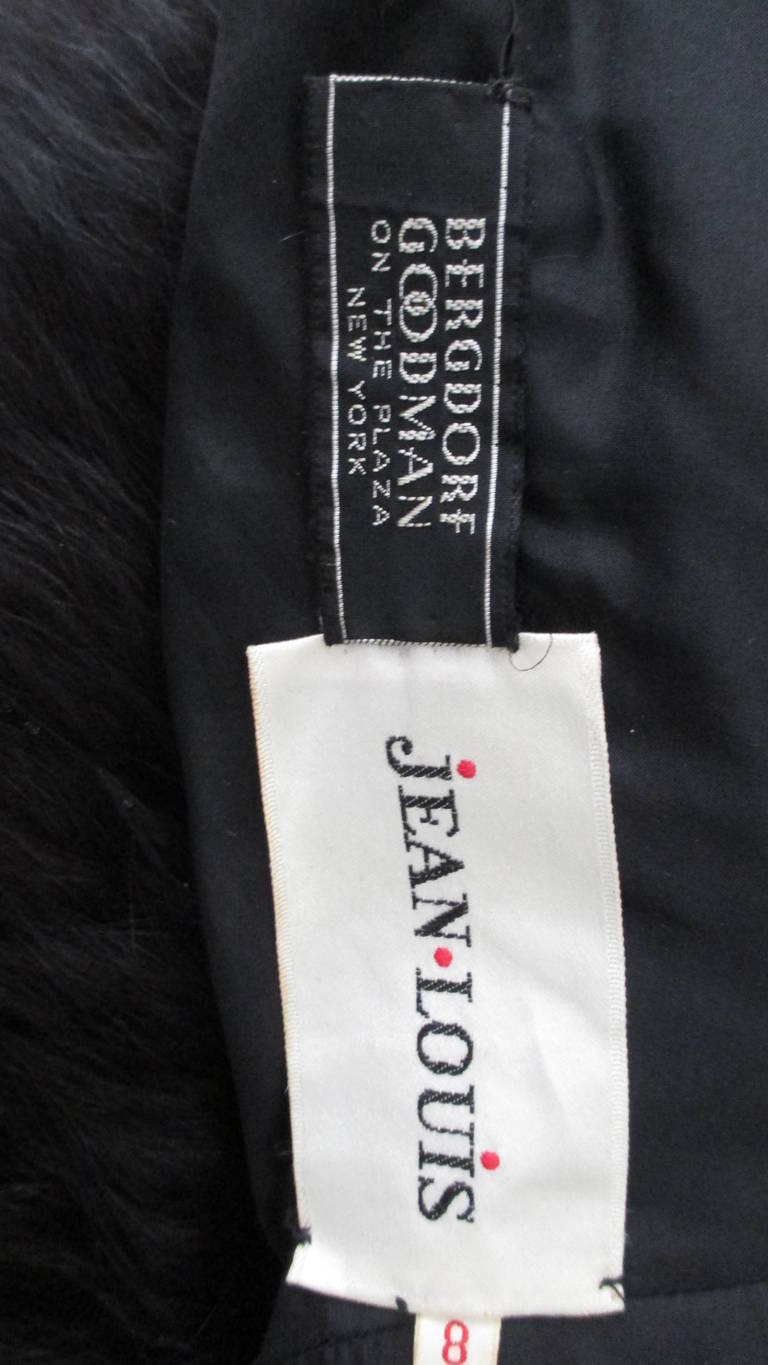 BERGDORF
GOODMAN
ON THE PLAZA
NEW YORK
jEAN•LOUiS
8